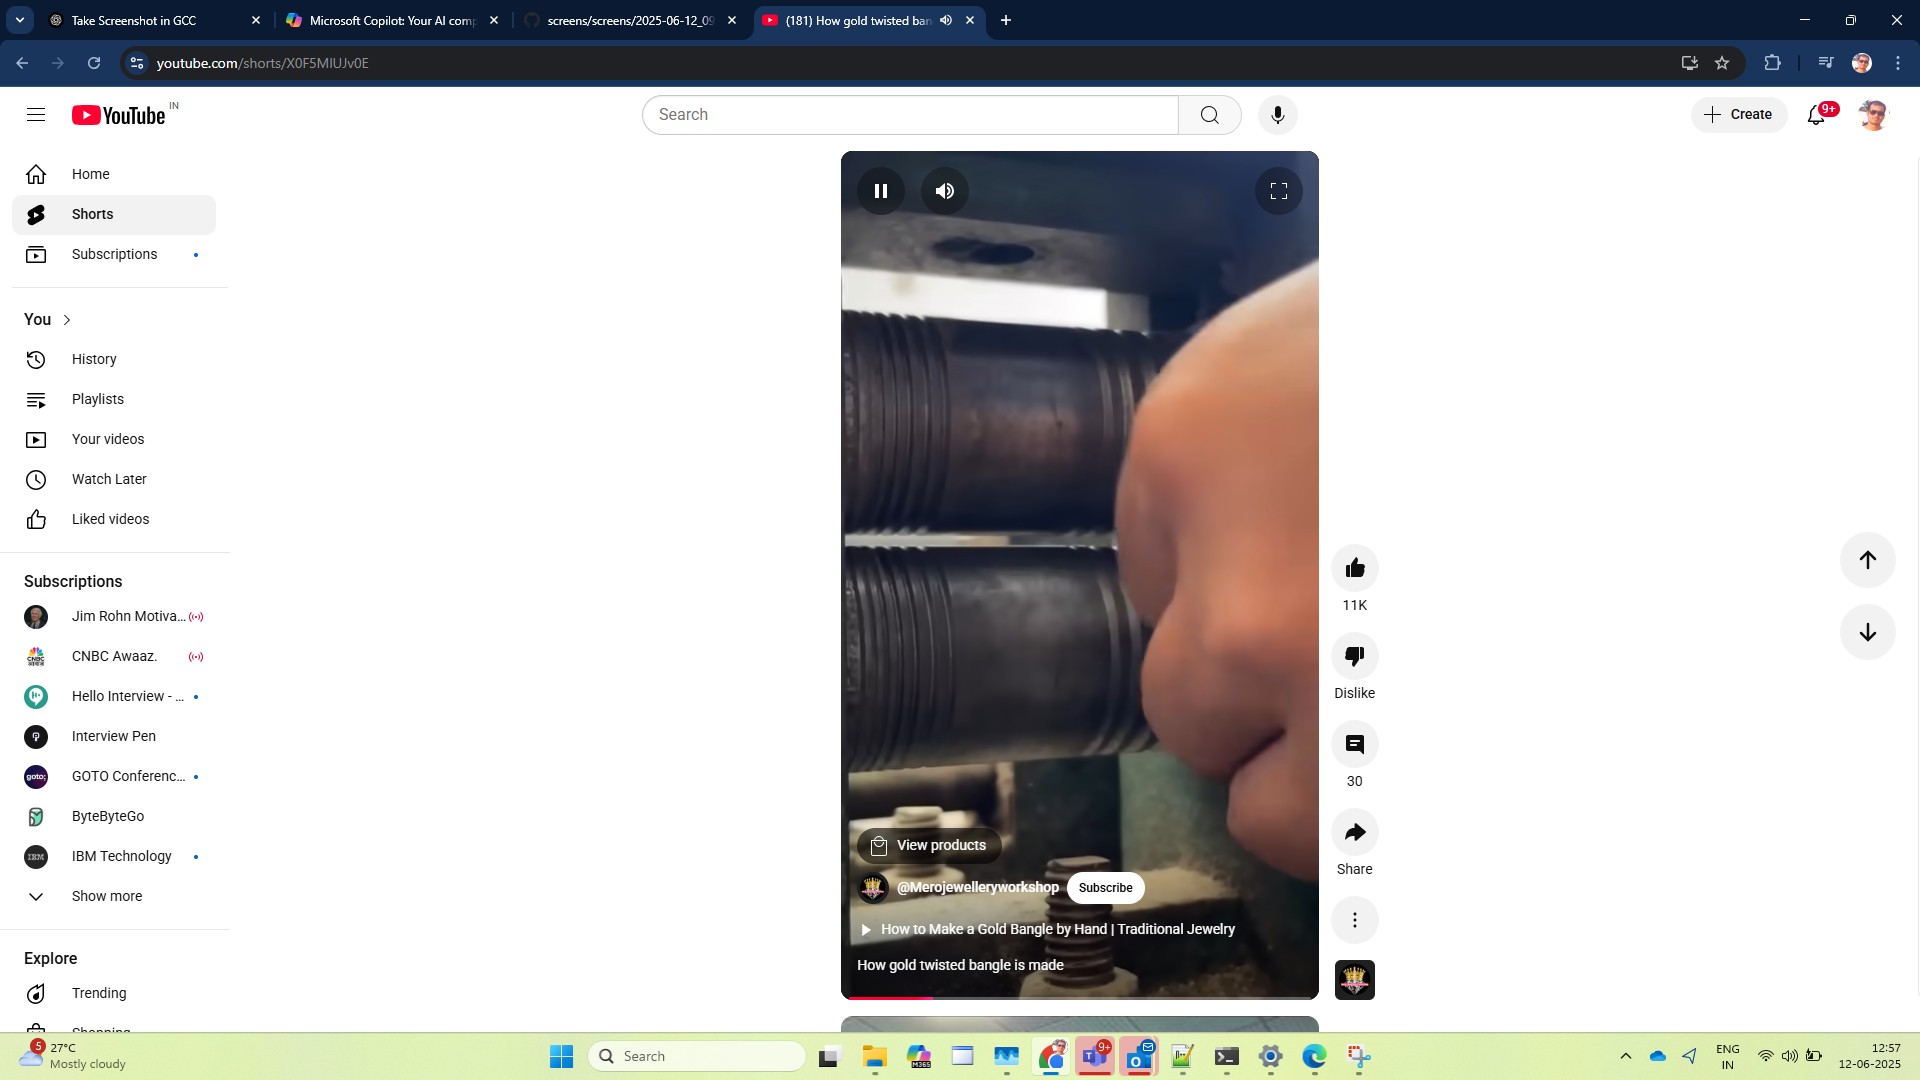 Take Screenshot in GCC
Microsoft Copilot: Your AI comp
screens/screens/2025-06-12_09
(181) How gold twisted ban
youtube.com/shorts/X0F5MIUJv0E
YouTube IN
Search
Create
9+
Home
Shorts
Subscriptions
You
History
Playlists
Your videos
Watch Later
Liked videos
Subscriptions
Jim Rohn Motiva...
CNBC Awaaz.
Hello Interview - ...
Interview Pen
goto;
GOTO Conferenc...
ByteByteGo
IBM
IBM Technology
Show more
Explore
Trending
Shopping
11K
Dislike
30
Share
View products
@Merojewelleryworkshop
Subscribe
How to Make a Gold Bangle by Hand | Traditional Jewelry
How gold twisted bangle is made
5
27°C
Mostly cloudy
Search
M365
9+
ENG
IN
12:57
12-06-2025